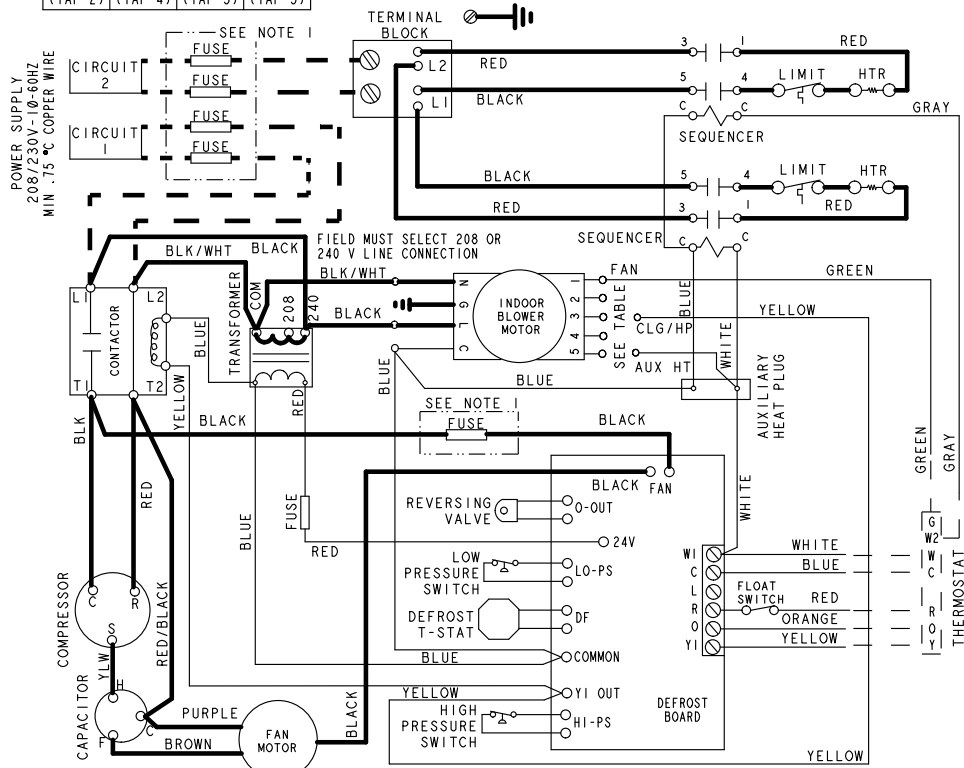 (TAP 2) (TAP 4) (TAP 3) (TAP 5)
TERMINAL
BLOCK
SEE NOTE 1
FUSE
FUSE
FUSE
FUSE
CIRCUIT
2
CIRCUIT
1
POWER SUPPLY
208/230V-1Ø-60HZ
MIN .75 °C COPPER WIRE
L2
L1
RED
BLACK
3 1
RED
5 4
LIMIT HTR
C C
GRAY
SEQUENCER
BLACK
5 4
LIMIT HTR
RED
3 1
RED
SEQUENCER C C
FIELD MUST SELECT 208 OR
240 V LINE CONNECTION
BLK/WHT
BLACK
BLK/WHT
BLACK
TRANSFORMER
COM
208
240
N
G
L
C
INDOOR
BLOWER
MOTOR
1
2
3
4
5
FAN
SEE TABLE
CLG/HP
AUX HT
GREEN
YELLOW
BLUE
WHITE
AUXILIARY
HEAT PLUG
L1
L2
CONTACTOR
T1
T2
BLUE
YELLOW
RED
BLUE
BLUE
BLK
BLACK
SEE NOTE 1
FUSE
BLACK
RED
BLACK
FAN
FUSE
BLUE
RED
REVERSING
VALVE
O-OUT
24V
LOW
PRESSURE
SWITCH
LO-PS
DEFROST
T-STAT
DF
BLUE
COMMON
YELLOW
Y1 OUT
HIGH
PRESSURE
SWITCH
HI-PS
DEFROST
BOARD
YELLOW
WHITE
W1
C
L
R
O
Y1
WHITE
BLUE
FLOAT
SWITCH
RED
ORANGE
YELLOW
GREEN
GRAY
G
W2
W
C
R
O
Y
THERMOSTAT
COMPRESSOR
C
R
S
YLW
RED/BLACK
CAPACITOR
H
C
F
PURPLE
BROWN
FAN
MOTOR
BLACK